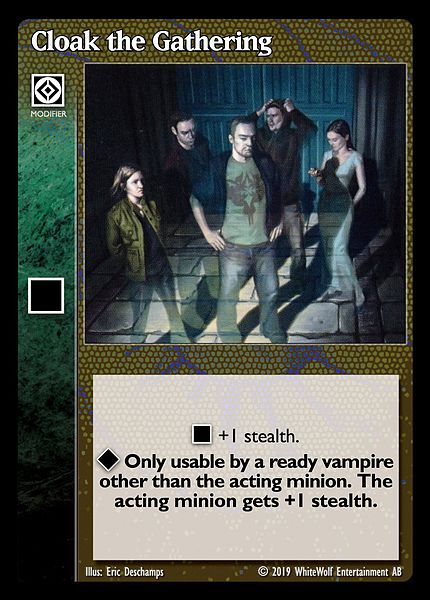 Cloak the Gathering
MODIFIER
+1 stealth.
Only usable by a ready vampire
other than the acting minion. The
acting minion gets +1 stealth.
Illus: Eric Deschamps © 2019 WhiteWolf Entertainment AB